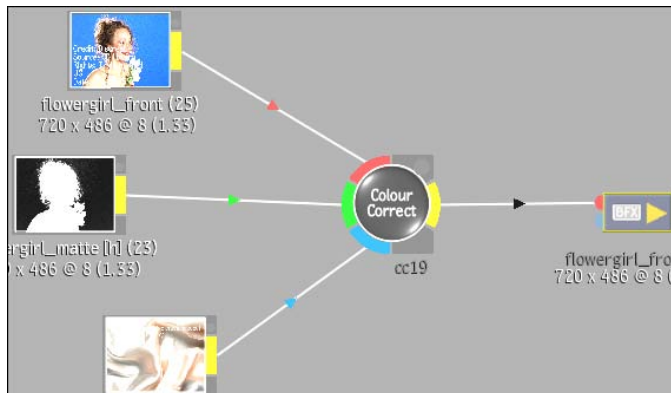 flowergirl_front (25)
720 x 486 @ 8 (1.33)
ergirl_matte [h] (23)
x 486 @ 8 (1.33)
Colour
Correct
cc19
BFX
flowergirl_fro
720 x 486 @ 8 (